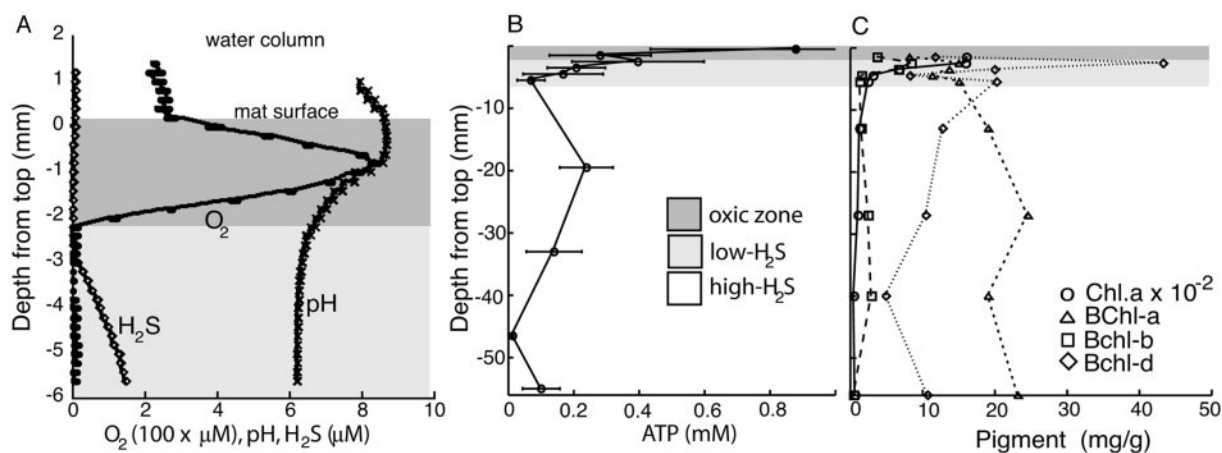 A
2
1
0
-1
-2
-3
-4
-5
-6
Depth from top (mm)
water column
mat surface
O2
H2S
pH
0
2
4
6
8
10
O2 (100 x μM), pH, H2S (μM)
B
-10
-20
-30
-40
-50
Depth from top (mm)
oxic zone
low-H2S
high-H2S
0
0.2
0.4
0.6
0.8
ATP (mM)
C
Chl.a x 10-2
BChl-a
Bchl-b
Bchl-d
0
10
20
30
40
50
Pigment (mg/g)